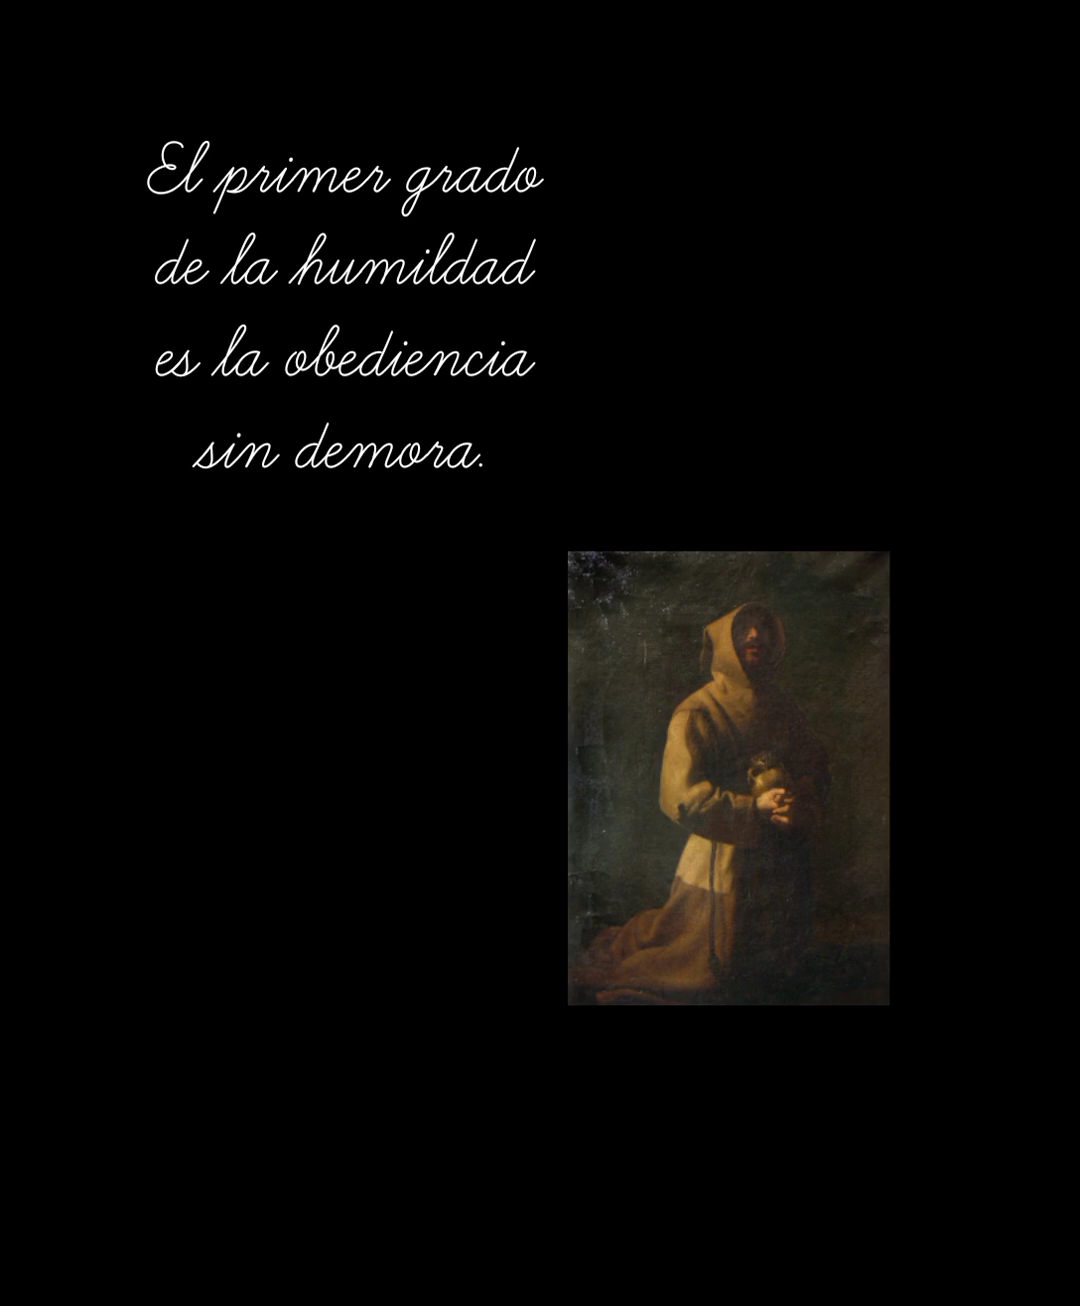 El primer grado
de la humildad
es la obediencia
sin demora.